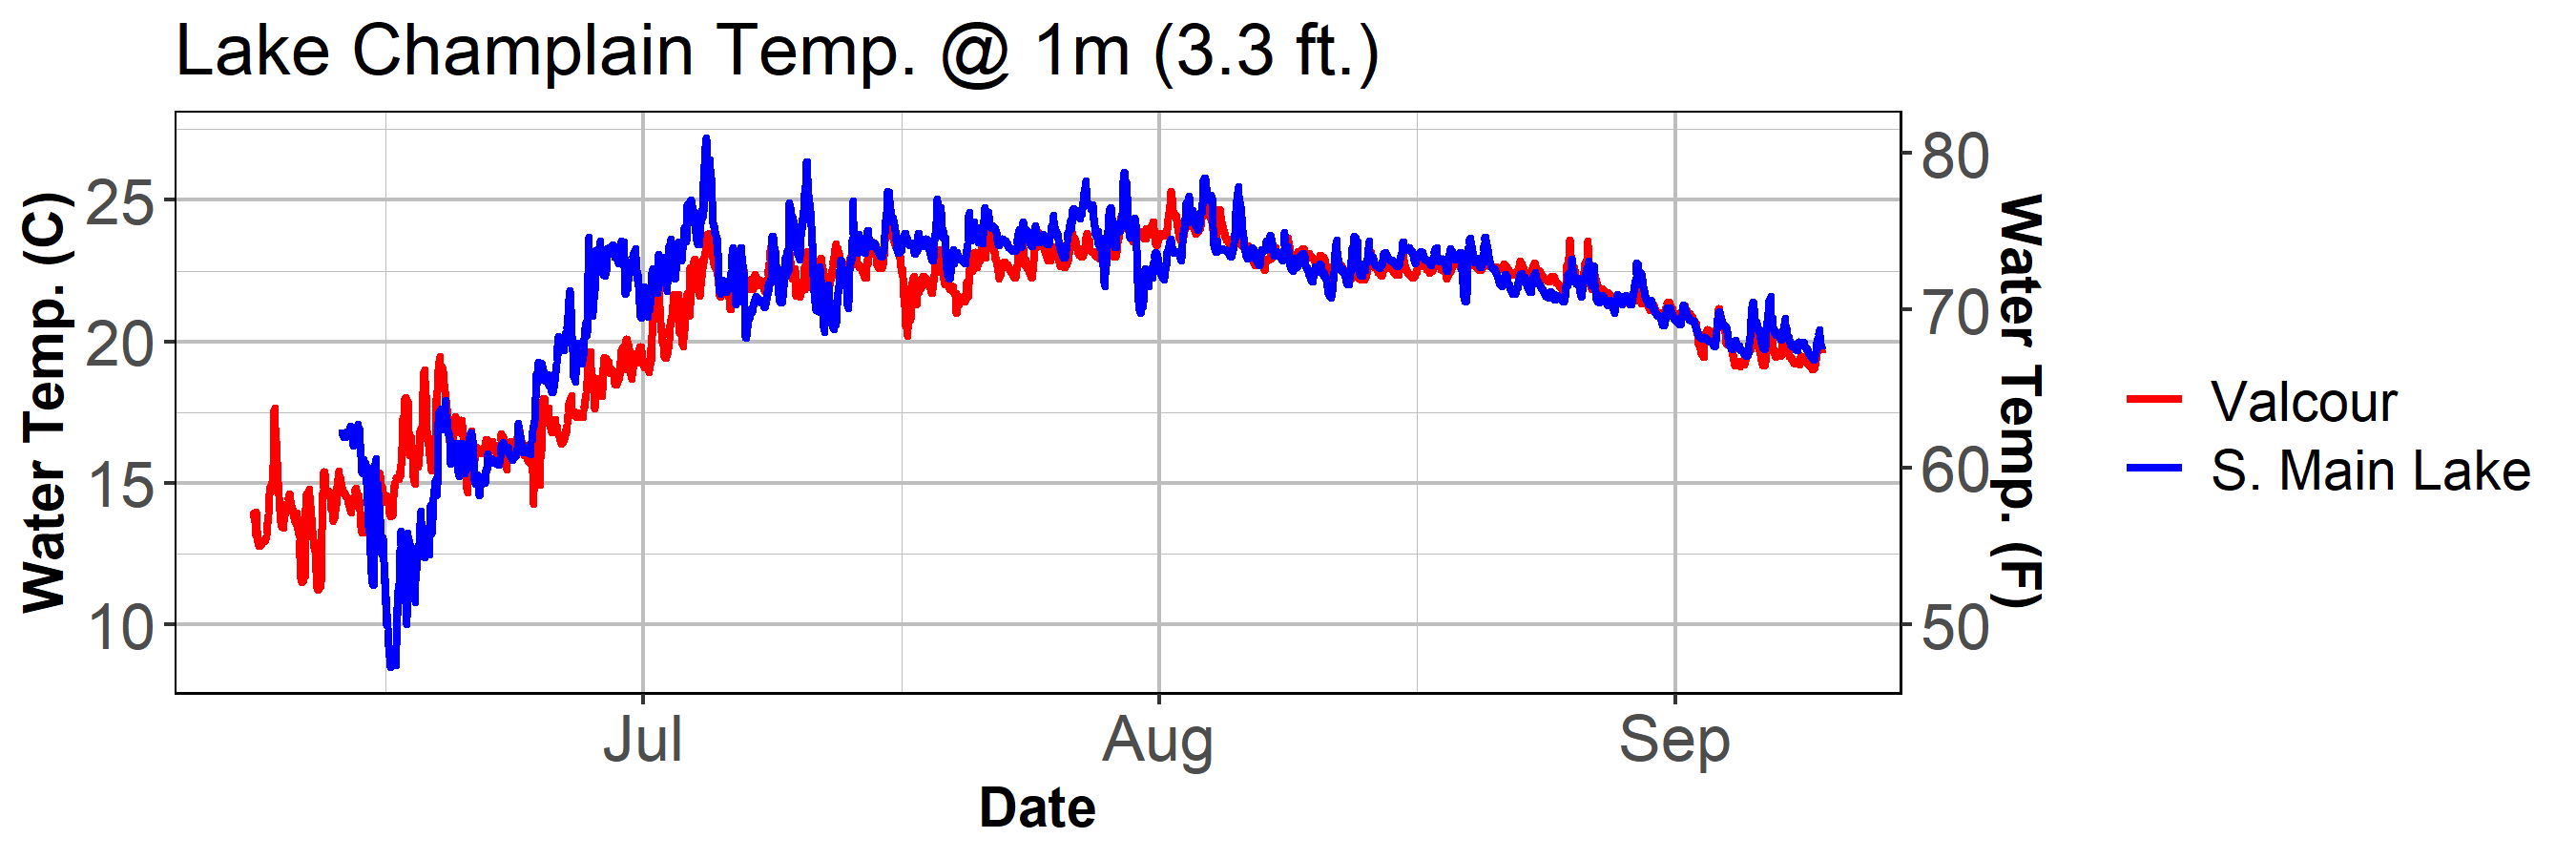 Lake Champlain Temp. @ 1m (3.3 ft.)
Water Temp. (C)
25
20
15
10
80
70
60
50
Water Temp. (F)
Jul
Aug
Sep
Date
Valcour
S. Main Lake